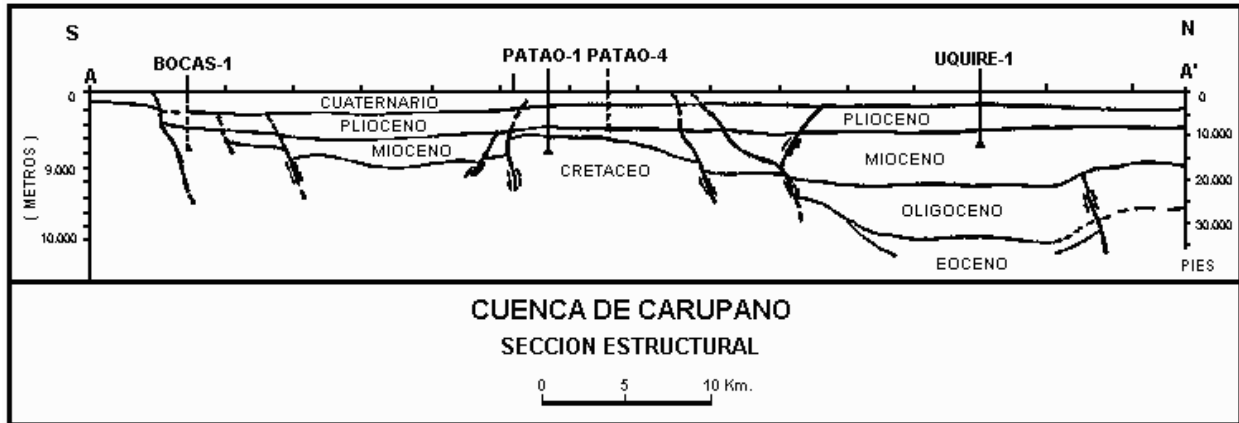 S
N
PATAO-1 PATAO-4
BOCAS-1
UQUIRE-1
A
A'
0
0
CUATERNARIO
PLIOCENO
PLIOCENO
10.000
MIOCENO
MIOCENO
9.000
CRETACEO
20.000
( METROS )
OLIGOCENO
30.000
10.000
EOCENO
PIES
CUENCA DE CARUPANO
SECCION ESTRUCTURAL
0 5 10 Km.